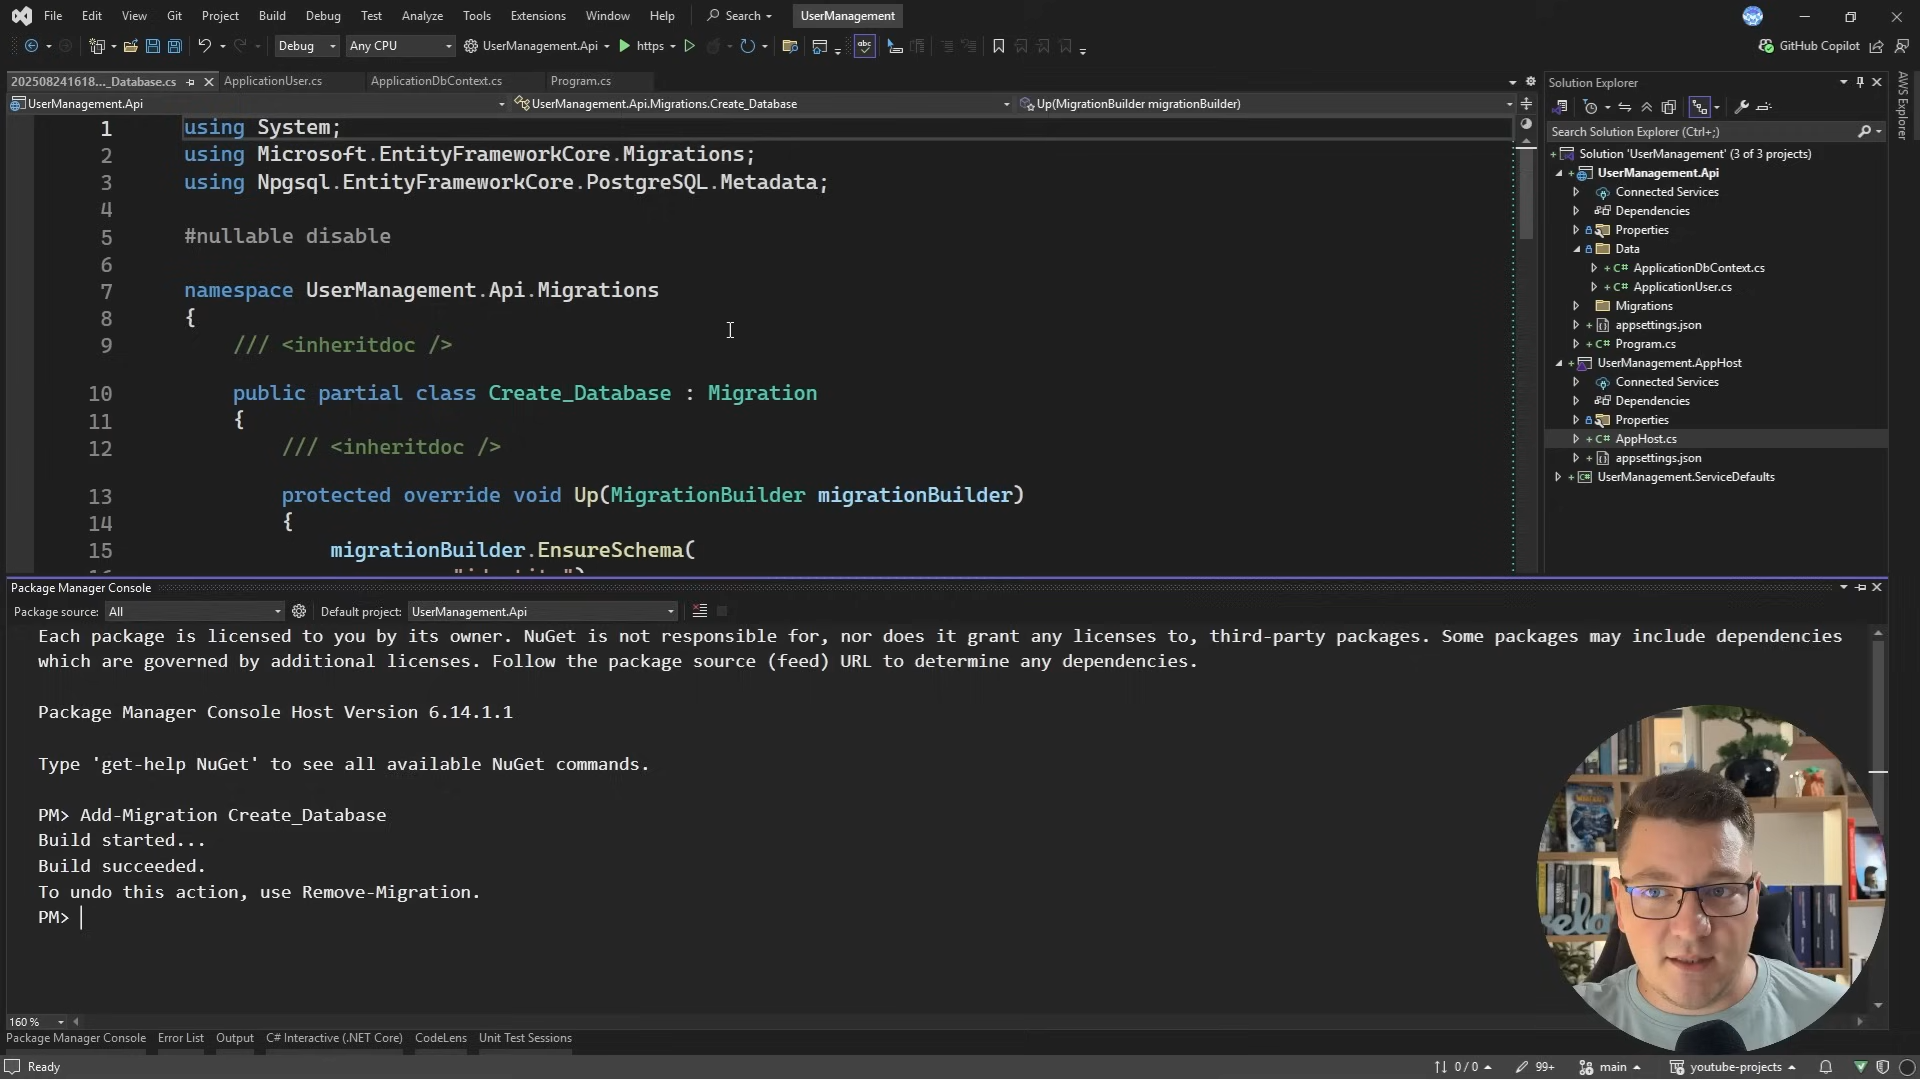 File Edit View Git Project Build Debug Test Analyze Tools Extensions Window Help Search UserManagement
Debug Any CPU UserManagement.Api https GitHub Copilot
202508241618..._Database.cs ApplicationUser.cs ApplicationDbContext.cs Program.cs
UserManagement.Api UserManagement.Api.Migrations.Create_Database Up(MigrationBuilder migrationBuilder)
1 using System;
2 using Microsoft.EntityFrameworkCore.Migrations;
3 using Npgsql.EntityFrameworkCore.PostgreSQL.Metadata;
4
5 #nullable disable
6
7 namespace UserManagement.Api.Migrations
8 {
9 /// <inheritdoc />
10 public partial class Create_Database : Migration
11 {
12 /// <inheritdoc />
13 protected override void Up(MigrationBuilder migrationBuilder)
14 {
15 migrationBuilder.EnsureSchema(
Solution Explorer
Search Solution Explorer (Ctrl+;)
Solution 'UserManagement' (3 of 3 projects)
UserManagement.Api
Connected Services
Dependencies
Properties
Data
ApplicationDbContext.cs
ApplicationUser.cs
Migrations
appsettings.json
Program.cs
UserManagement.AppHost
Connected Services
Dependencies
Properties
AppHost.cs
appsettings.json
UserManagement.ServiceDefaults
AWS Explorer
Package Manager Console
Package source: All Default project: UserManagement.Api
Each package is licensed to you by its owner. NuGet is not responsible for, nor does it grant any licenses to, third-party packages. Some packages may include dependencies
which are governed by additional licenses. Follow the package source (feed) URL to determine any dependencies.
Package Manager Console Host Version 6.14.1.1
Type 'get-help NuGet' to see all available NuGet commands.
PM> Add-Migration Create_Database
Build started...
Build succeeded.
To undo this action, use Remove-Migration.
PM>
160 %
Package Manager Console Error List Output C# Interactive (.NET Core) CodeLens Unit Test Sessions
Ready 0 / 0 99+ main youtube-projects